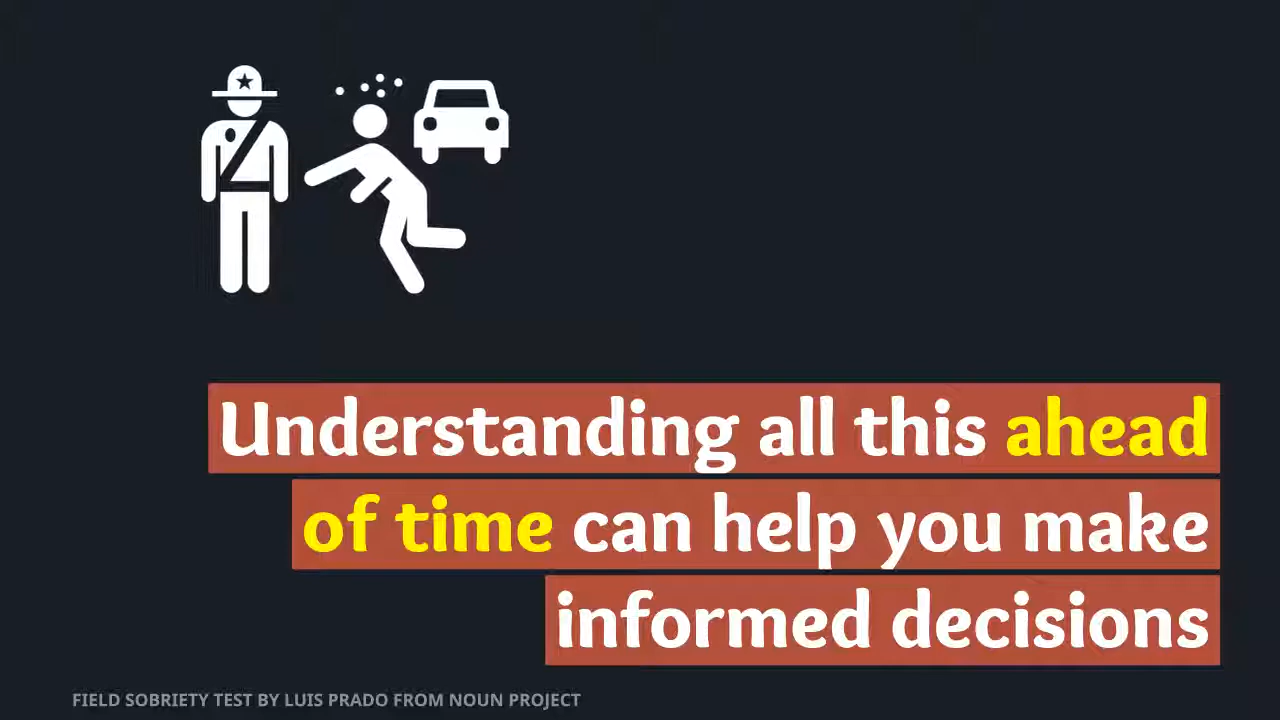 Understanding all this ahead
of time can help you make
informed decisions
FIELD SOBRIETY TEST BY LUIS PRADO FROM NOUN PROJECT